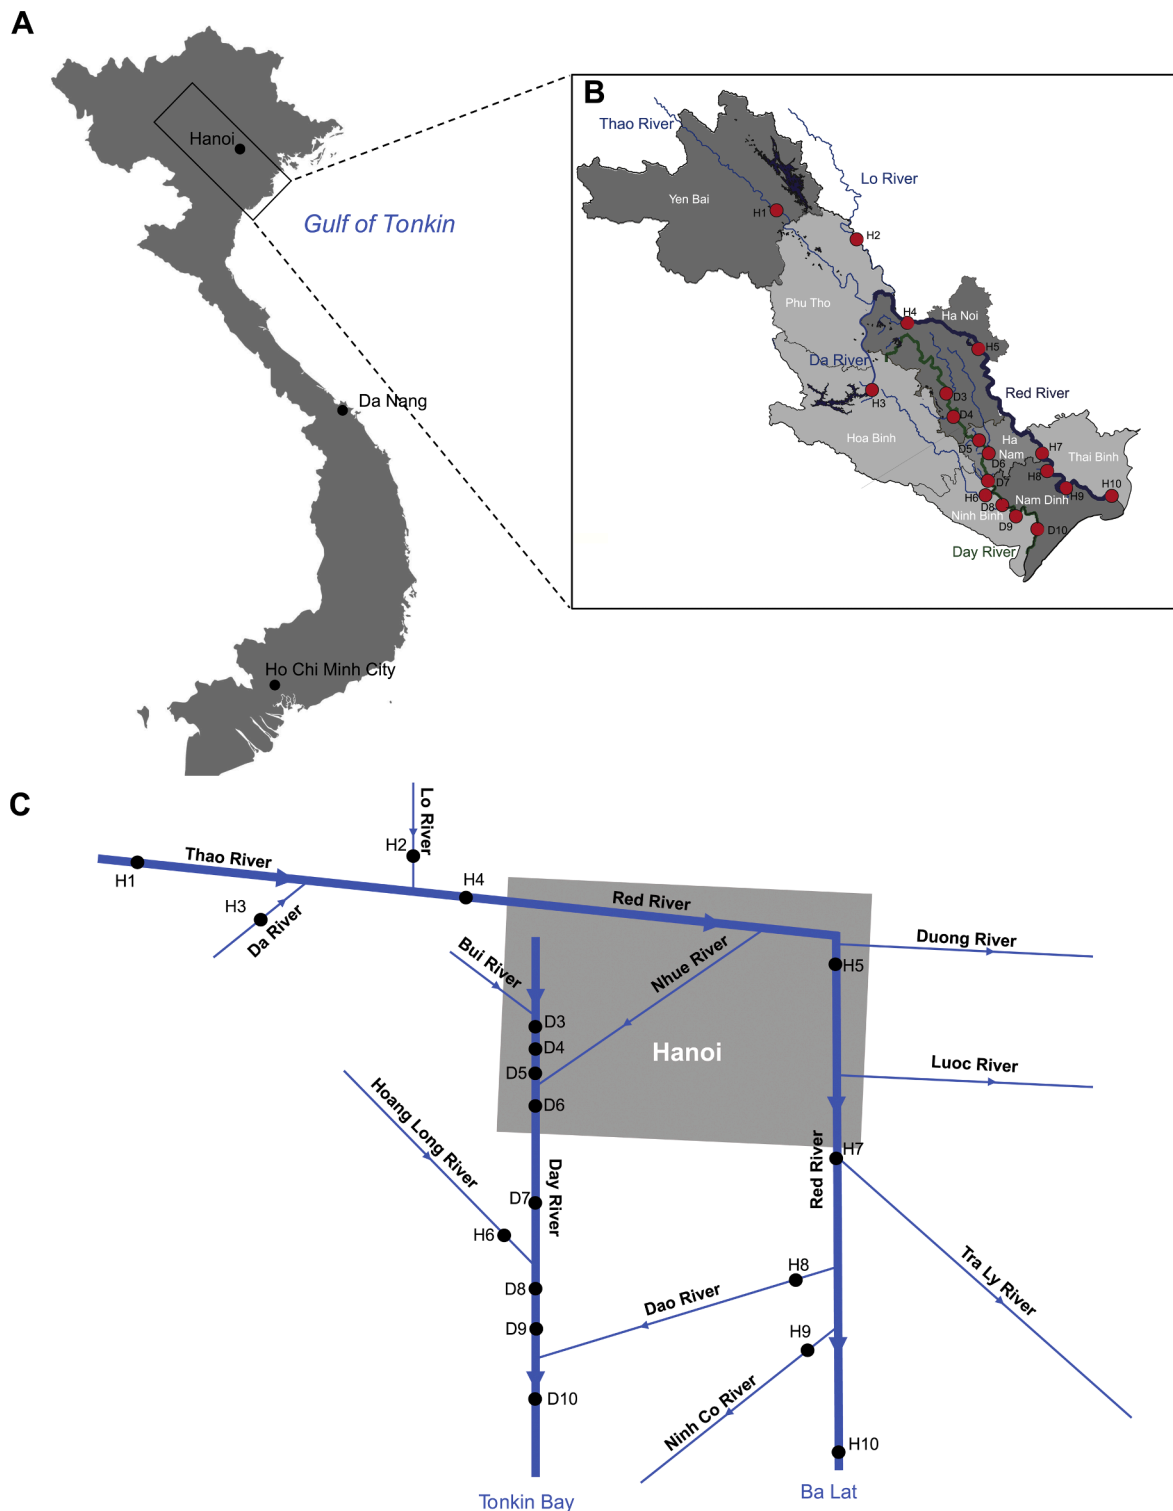 A
Hanoi
Gulf of Tonkin
Da Nang
Ho Chi Minh City
B
Thao River
Lo River
Yen Bai
H1
H2
Phu Tho
H4
Ha Noi
H5
Da River
H3
D3
Red River
D4
Hoa Binh
D5
Ha
Nam
D6
H7
Thai Binh
H8
D7
H6
Nam Dinh
H9
H10
D8
Ninh Binh
D9
D10
Day River
C
Lo River
H2
Thao River
H1
H4
H3
Da River
Red River
Bui River
Nhue River
Duong River
H5
D3
D4
Hanoi
D5
Luoc River
D6
Hoang Long River
H7
Day River
Red River
D7
H6
Tra Ly River
H8
D8
Dao River
D9
H9
D10
Ninh Co River
H10
Tonkin Bay
Ba Lat